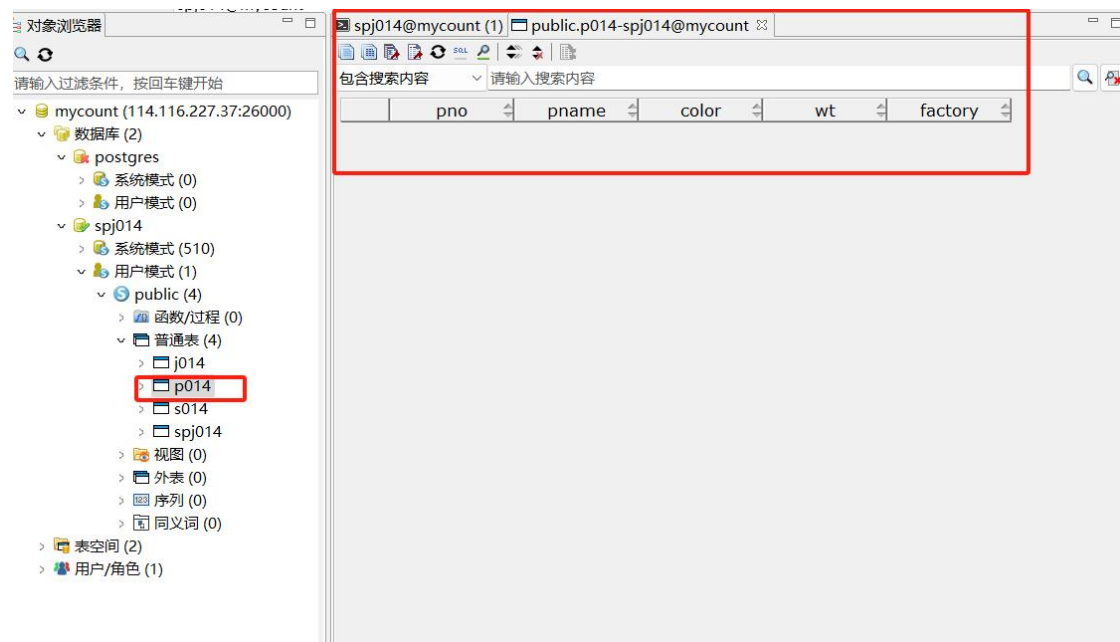 对象浏览器
请输入过滤条件，按回车键开始
mycount (114.116.227.37:26000)
数据库 (2)
postgres
系统模式 (0)
用户模式 (0)
spj014
系统模式 (510)
用户模式 (1)
public (4)
函数/过程 (0)
普通表 (4)
j014
p014
s014
spj014
视图 (0)
外表 (0)
序列 (0)
同义词 (0)
表空间 (2)
用户/角色 (1)
spj014@mycount (1) public.p014-spj014@mycount
SQL
包含搜索内容 请输入搜索内容
pno pname color wt factory